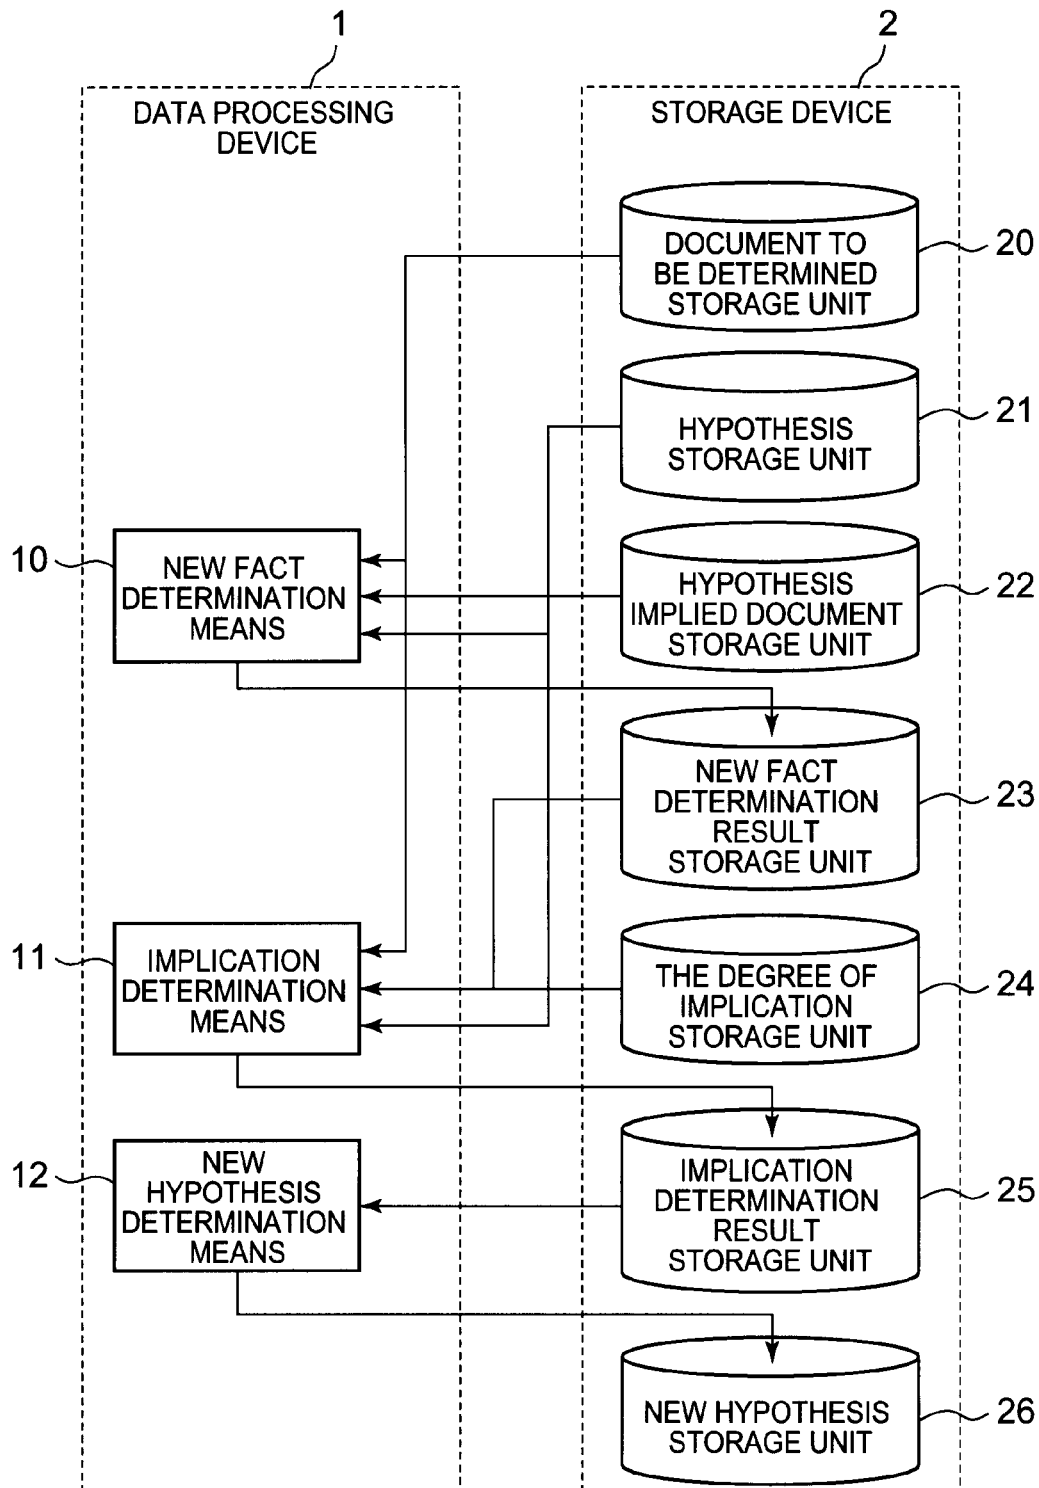 1
2
DATA PROCESSING
DEVICE
STORAGE DEVICE
DOCUMENT TO
BE DETERMINED
STORAGE UNIT
20
HYPOTHESIS
STORAGE UNIT
21
10
NEW FACT
DETERMINATION
MEANS
HYPOTHESIS
IMPLIED DOCUMENT
STORAGE UNIT
22
NEW FACT
DETERMINATION
RESULT
STORAGE UNIT
23
11
IMPLICATION
DETERMINATION
MEANS
THE DEGREE OF
IMPLICATION
STORAGE UNIT
24
12
NEW
HYPOTHESIS
DETERMINATION
MEANS
IMPLICATION
DETERMINATION
RESULT
STORAGE UNIT
25
NEW HYPOTHESIS
STORAGE UNIT
26